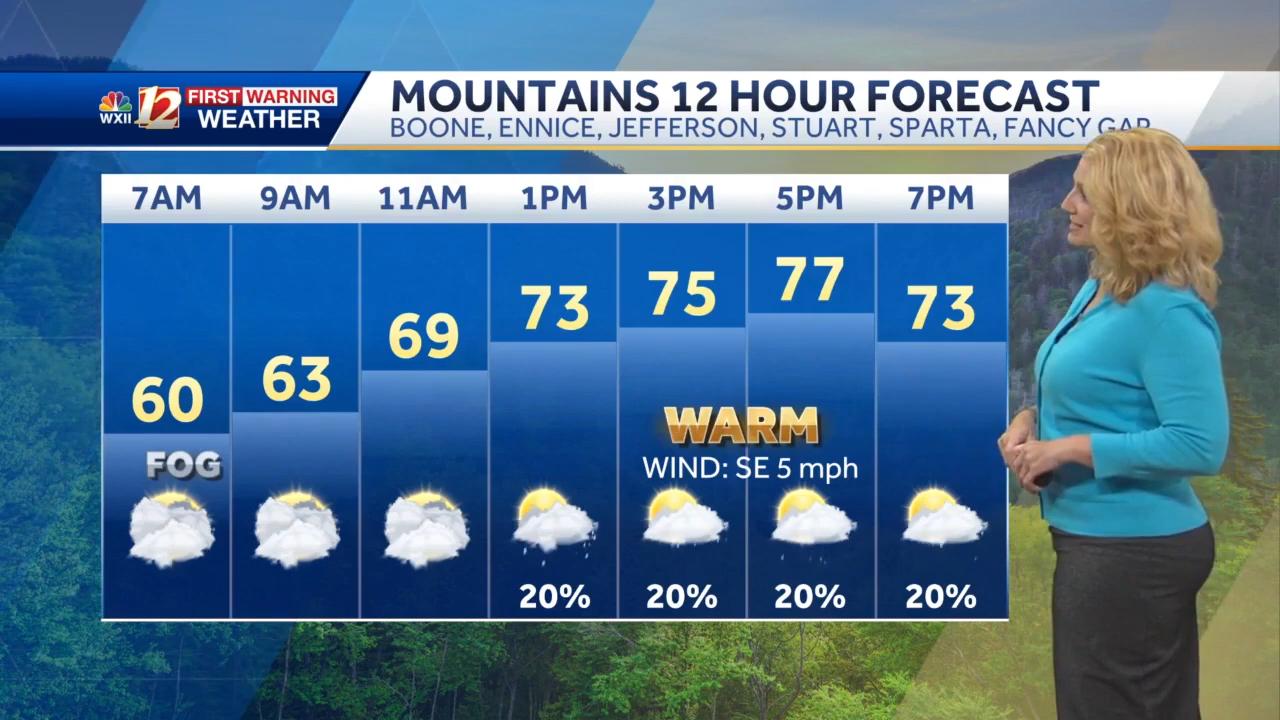 WXII 12 FIRST WARNING
WEATHER
MOUNTAINS 12 HOUR FORECAST
BOONE, ENNICE, JEFFERSON, STUART, SPARTA, FANCY GAP
7AM 9AM 11AM 1PM 3PM 5PM 7PM
60 63 69 73 75 77 73
FOG
WARM
WIND: SE 5 mph
20% 20% 20% 20%